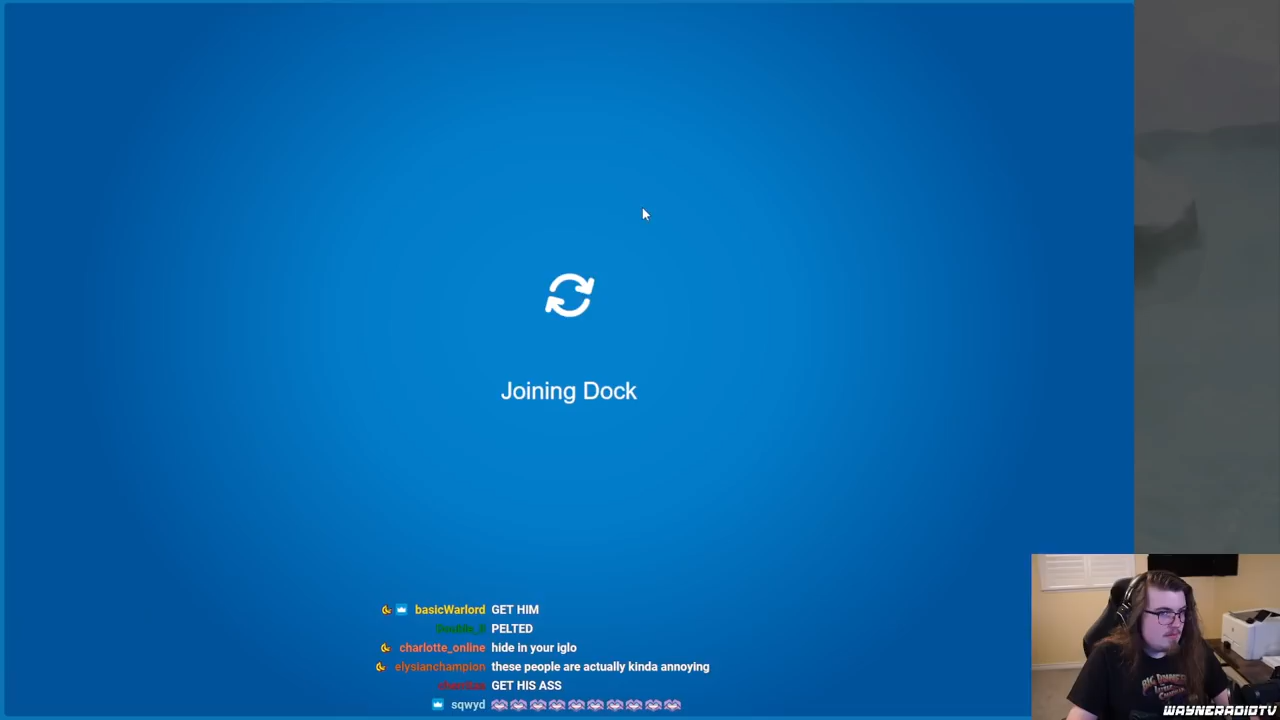 Joining Dock
basicWarlord GET HIM
PELTED
charlotte_online hide in your iglo
elysianchampion these people are actually kinda annoying
GET HIS ASS
sqwyd
WAYNERADIOTV